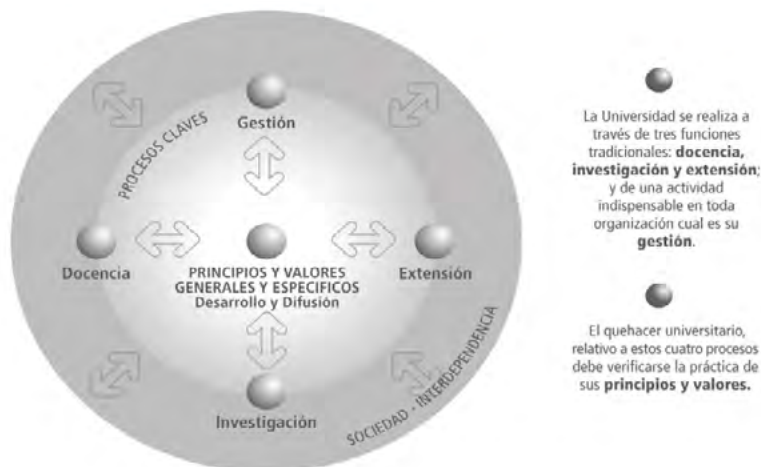 PROCESOS CLAVES
Gestión
Docencia
PRINCIPIOS Y VALORES
GENERALES Y ESPECIFICOS
Desarrollo y Difusión
Extensión
Investigación
SOCIEDAD - INTERDEPENDENCIA
La Universidad se realiza a
través de tres funciones
tradicionales: docencia,
investigación y extensión;
y de una actividad
indispensable en toda
organización cual es su
gestión.
El quehacer universitario,
relativo a estos cuatro procesos
debe verificarse la práctica de
sus principios y valores.